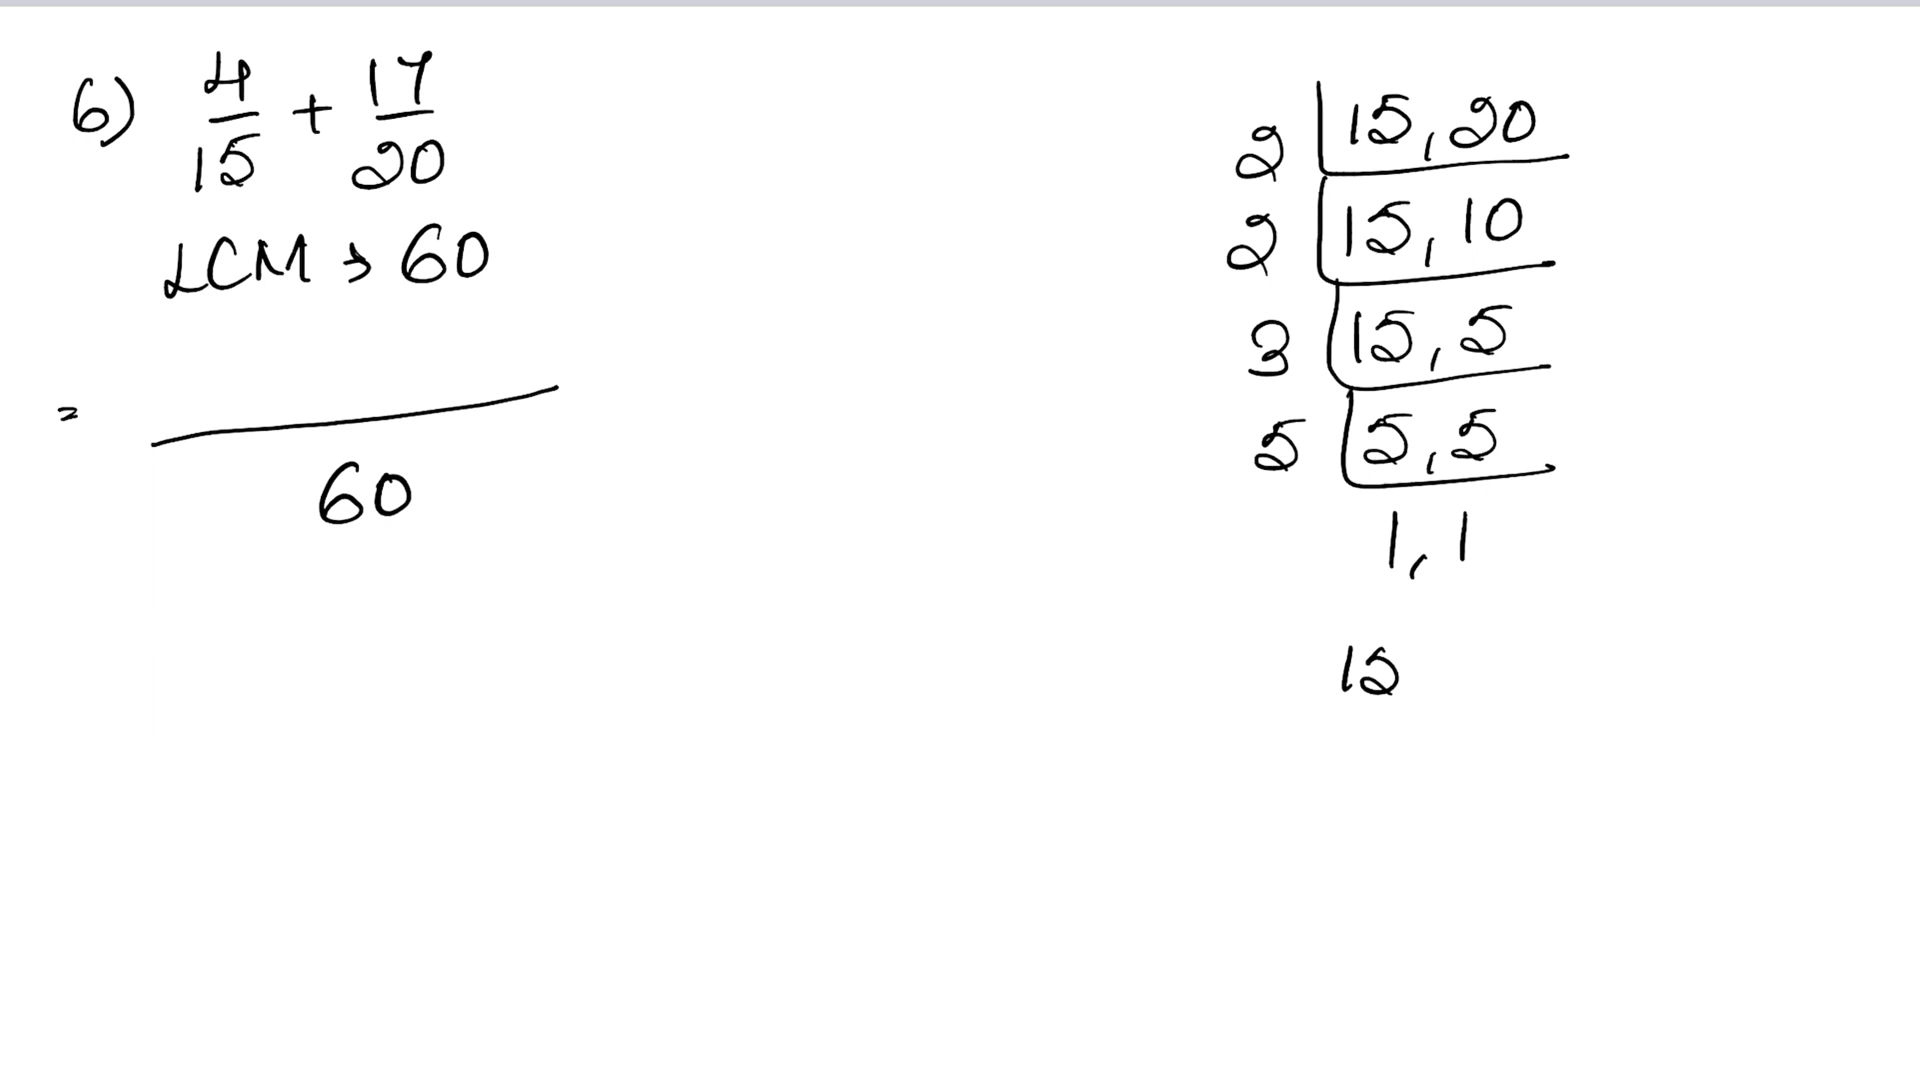 6) 4/15 + 17/20
LCM → 60
= /60
2 | 15, 20
2 | 15, 10
3 | 15, 5
5 | 5, 5
1, 1
15